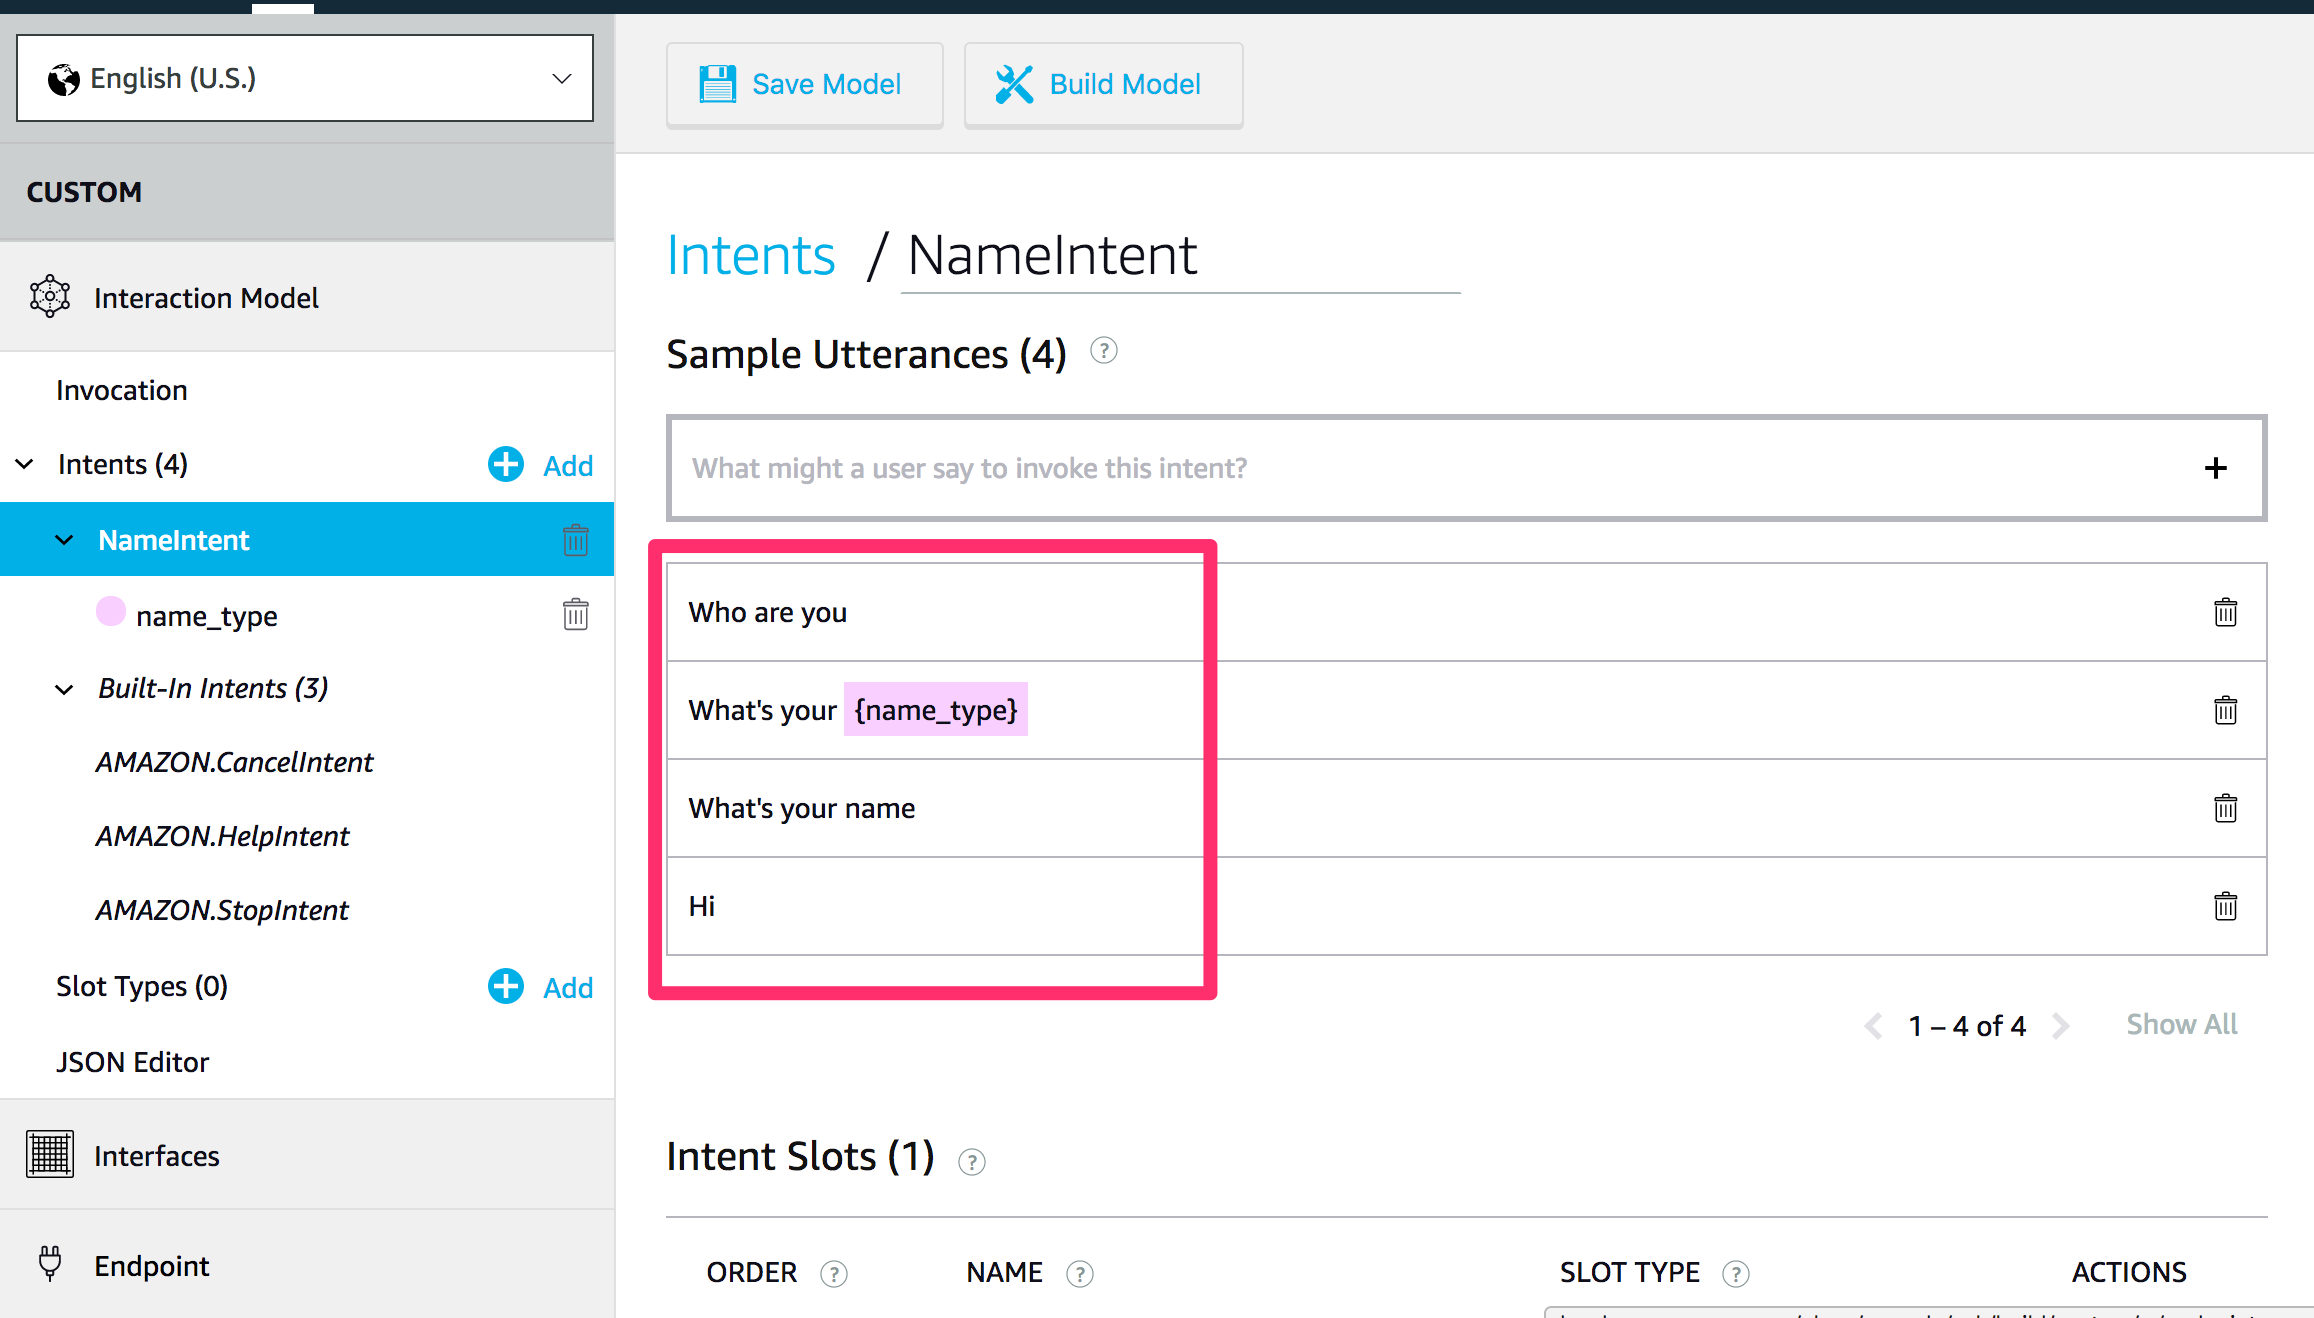 English (U.S.)
Save Model
Build Model
CUSTOM
Interaction Model
Invocation
Intents (4)
Add
NameIntent
name_type
Built-In Intents (3)
AMAZON.CancelIntent
AMAZON.HelpIntent
AMAZON.StopIntent
Slot Types (0)
Add
JSON Editor
Interfaces
Endpoint
Intents / NameIntent
Sample Utterances (4) ?
What might a user say to invoke this intent? +
Who are you
What's your {name_type}
What's your name
Hi
1 – 4 of 4
Show All
Intent Slots (1) ?
ORDER ? NAME ? SLOT TYPE ? ACTIONS